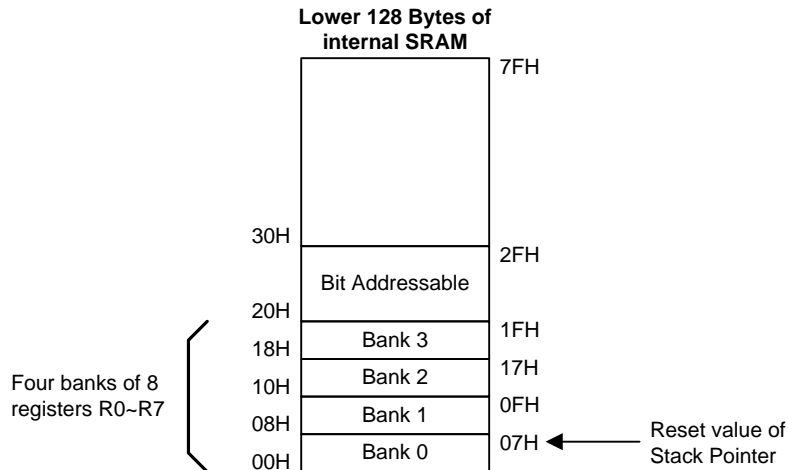 Lower 128 Bytes of
internal SRAM
7FH
30H
2FH
Bit Addressable
20H
1FH
Bank 3
18H
17H
Bank 2
10H
0FH
Bank 1
08H
07H
Bank 0
00H
Four banks of 8
registers R0~R7
Reset value of
Stack Pointer